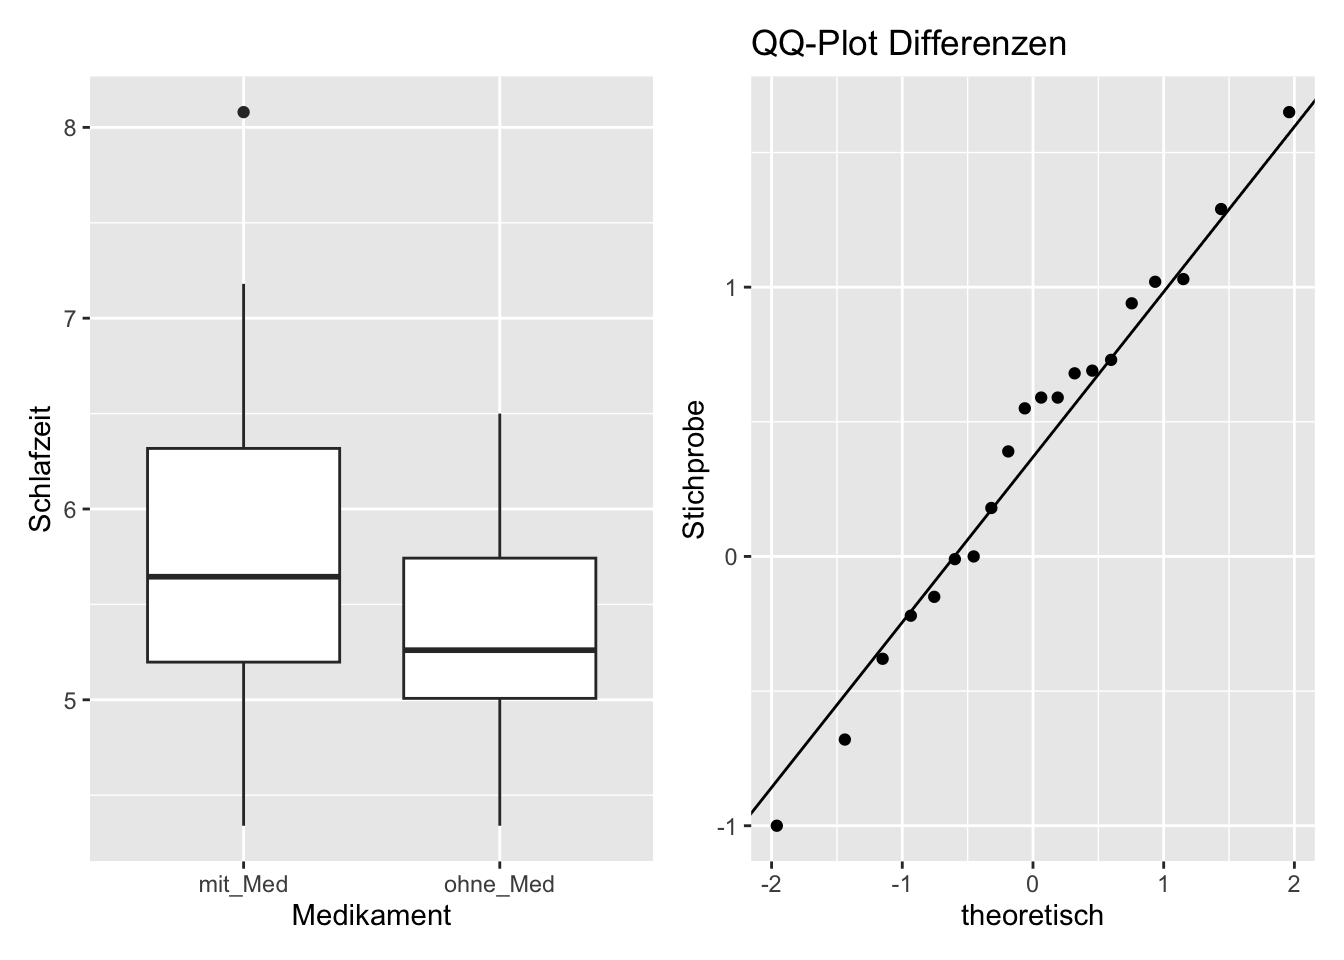 Schlafzeit
8
7
6
5
mit_Med
ohne_Med
Medikament
QQ-Plot Differenzen
Stichprobe
1
0
-1
-2
-1
0
1
2
theoretisch